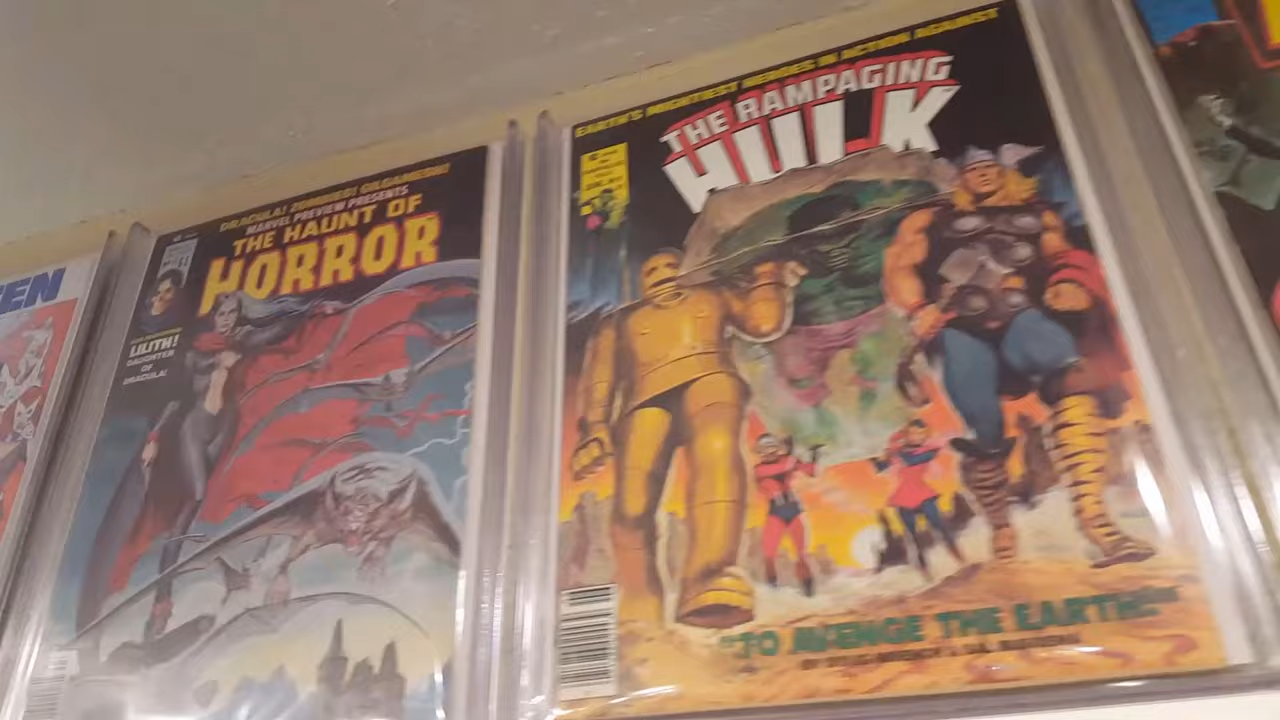 EN
DRACULA! ZOMBIES! GILGAMESH!
MARVEL PREVIEW PRESENTS
THE HAUNT OF
HORROR
LILITH!
DAUGHTER
OF
DRACULA!
EARTH'S MIGHTIEST HEROES IN ACTION AGAINST
THE RAMPAGING
HULK
"TO AVENGE THE EARTH!"